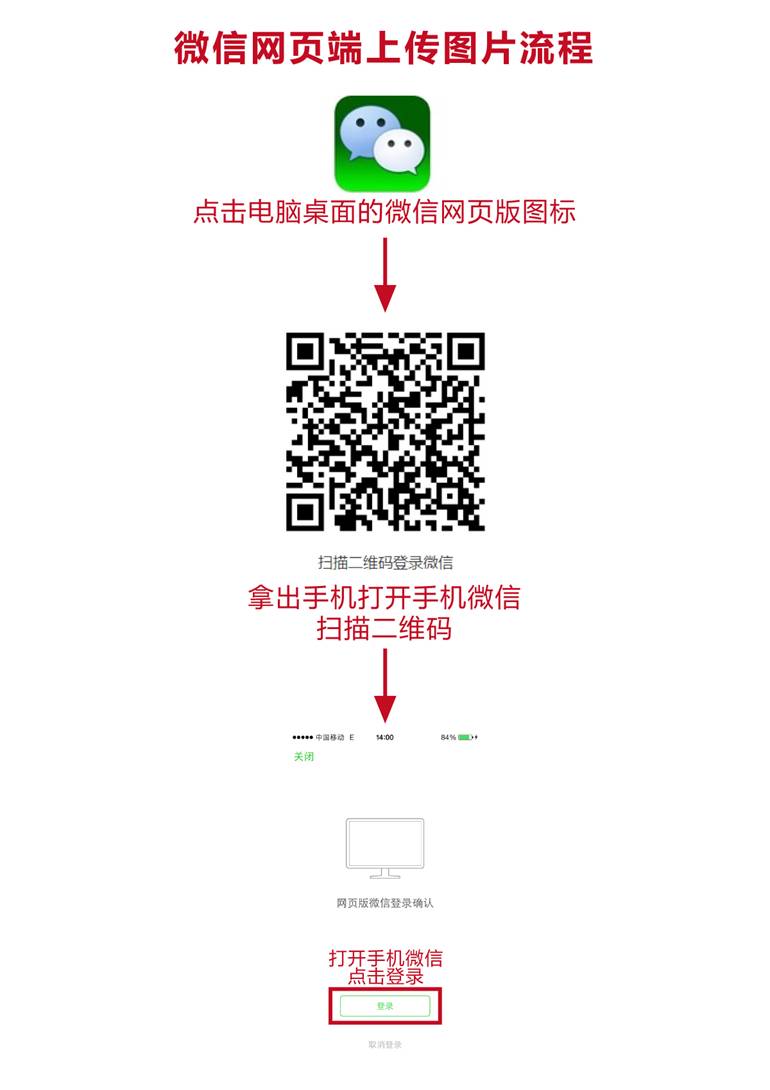 微信网页端上传图片流程
点击电脑桌面的微信网页版图标
扫描二维码登录微信
拿出手机打开手机微信
扫描二维码
中国移动 E 14:00 84%
关闭
网页版微信登录确认
打开手机微信
点击登录
登录
取消登录